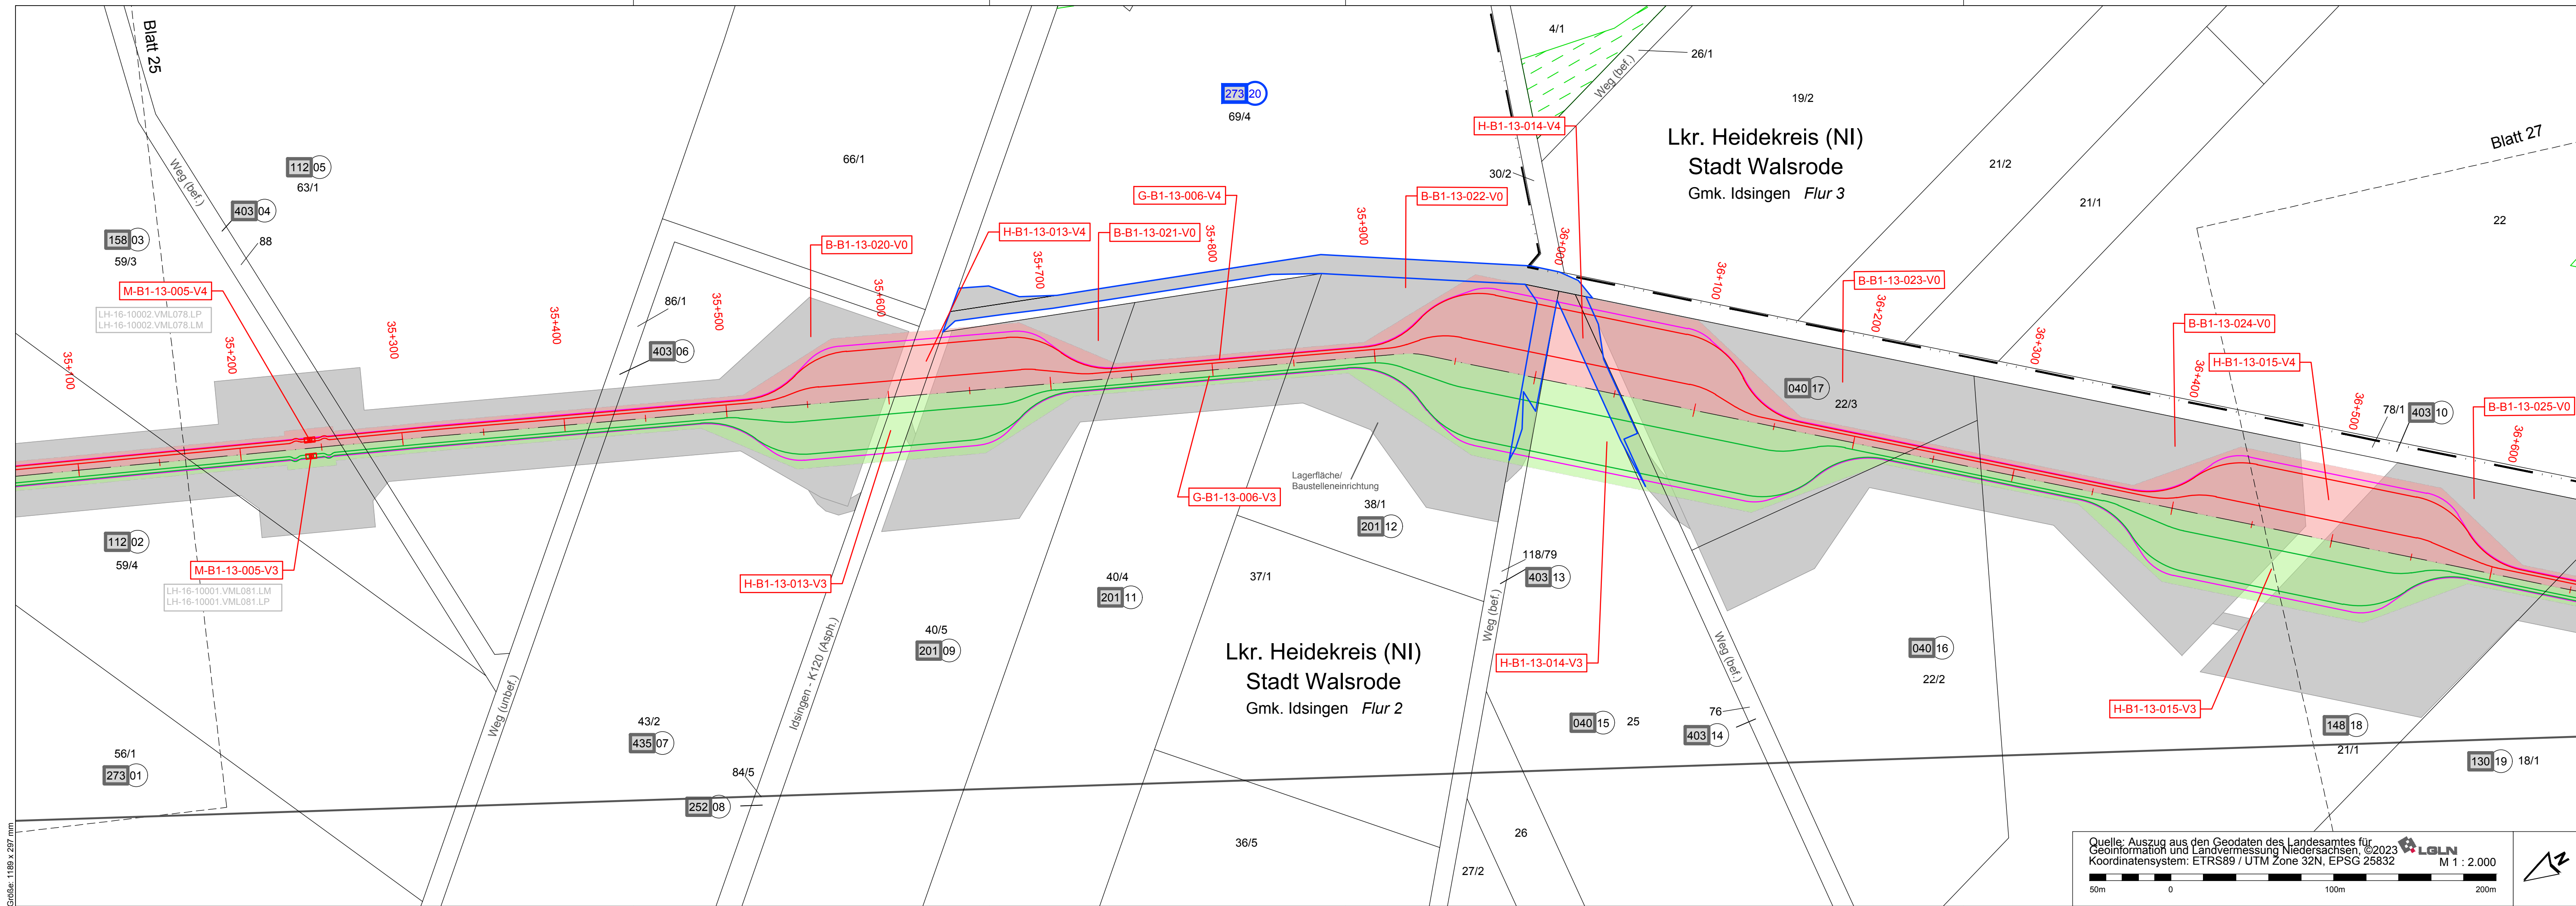 Blatt 25
4/1
26/1
Weg (bef.)
273 20
69/4
19/2
H-B1-13-014-V4
Lkr. Heidekreis (NI)
Stadt Walsrode
Gmk. Idsingen Flur 3
Blatt 27
66/1
21/2
Weg (bef.)
112 05
63/1
30/2
G-B1-13-006-V4
B-B1-13-022-V0
21/1
403 04
22
88
158 03
59/3
B-B1-13-020-V0
H-B1-13-013-V4
B-B1-13-021-V0
35+800
35+900
36+000
36+100
B-B1-13-023-V0
M-B1-13-005-V4
LH-16-10002.VML078.LP
LH-16-10002.VML078.LM
86/1
35+500
35+600
35+700
36+200
B-B1-13-024-V0
35+100
35+200
35+300
35+400
403 06
36+300
H-B1-13-015-V4
36+400
040 17
22/3
36+500
78/1
403 10
B-B1-13-025-V0
36+600
Lagerfläche/
Baustelleneinrichtung
G-B1-13-006-V3
38/1
201 12
112 02
59/4
M-B1-13-005-V3
LH-16-10001.VML081.LM
LH-16-10001.VML081.LP
H-B1-13-013-V3
40/4
201 11
37/1
118/79
403 13
Weg (bef.)
40/5
201 09
Lkr. Heidekreis (NI)
Stadt Walsrode
Gmk. Idsingen Flur 2
H-B1-13-014-V3
Weg (bef.)
040 16
22/2
Weg (unbef.)
Idsingen - K120 (Asph.)
43/2
435 07
040 15
25
76
403 14
H-B1-13-015-V3
148 18
21/1
56/1
273 01
130 19
18/1
84/5
252 08
36/5
26
27/2
Größe: 1189 x 297 mm
Quelle: Auszug aus den Geodaten des Landesamtes für
Geoinformation und Landvermessung Niedersachsen, ©2023
LGLN
Koordinatensystem: ETRS89 / UTM Zone 32N, EPSG 25832
M 1 : 2.000
50m 0 100m 200m
N